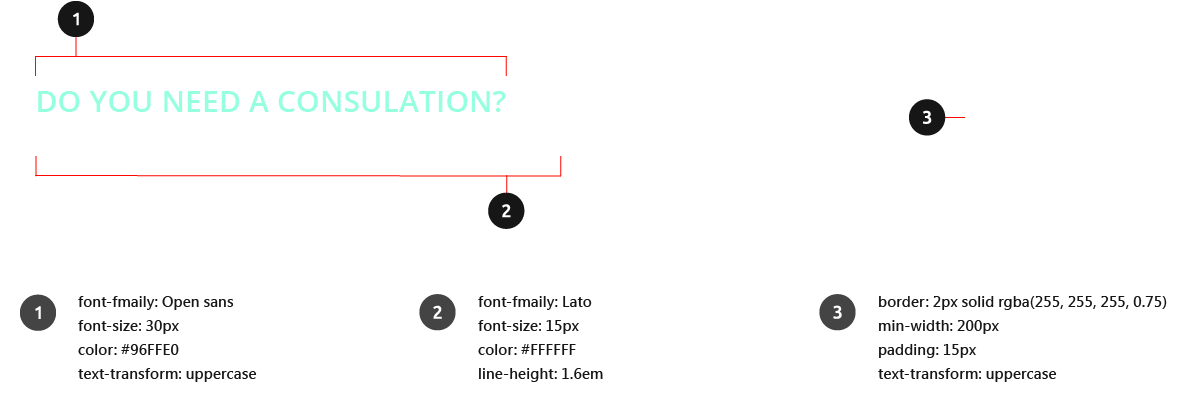 1
DO YOU NEED A CONSULATION?
3
2
1
font-fmaily: Open sans
font-size: 30px
color: #96FFE0
text-transform: uppercase
2
font-fmaily: Lato
font-size: 15px
color: #FFFFFF
line-height: 1.6em
3
border: 2px solid rgba(255, 255, 255, 0.75)
min-width: 200px
padding: 15px
text-transform: uppercase